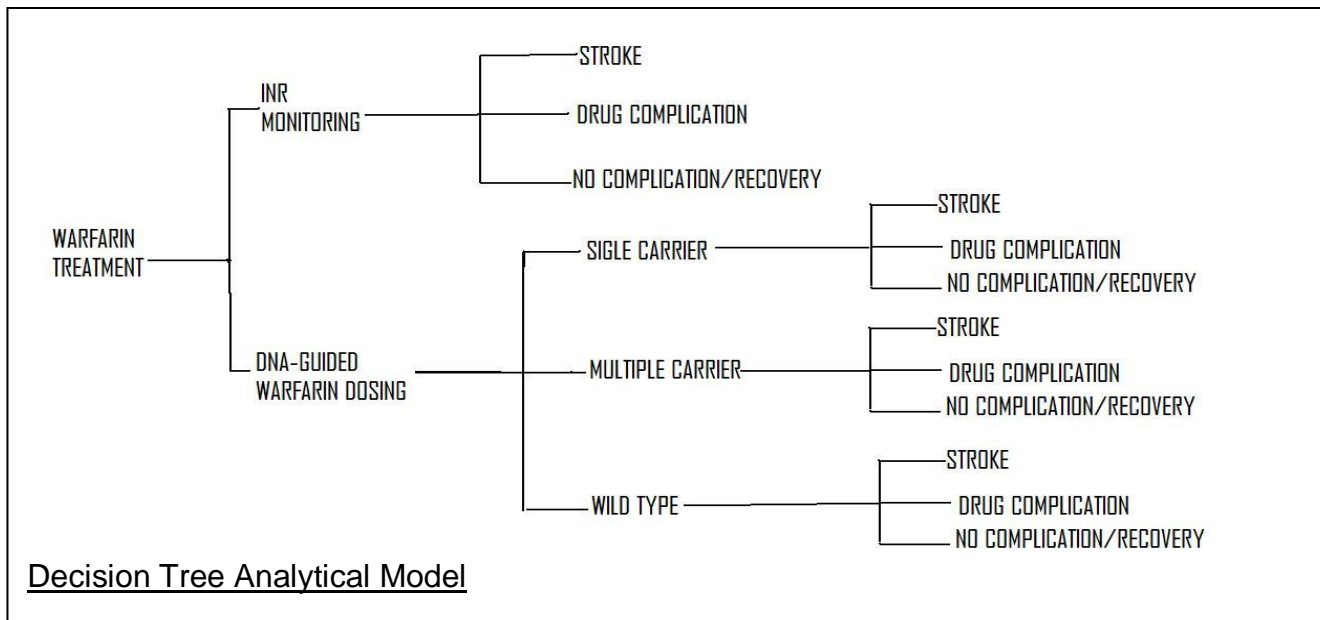 STROKE
INR
MONITORING
DRUG COMPLICATION
NO COMPLICATION/RECOVERY
WARFARIN
TREATMENT
STROKE
SIGLE CARRIER
DRUG COMPLICATION
NO COMPLICATION/RECOVERY
DNA-GUIDED
WARFARIN DOSING
STROKE
MULTIPLE CARRIER
DRUG COMPLICATION
NO COMPLICATION/RECOVERY
STROKE
WILD TYPE
DRUG COMPLICATION
NO COMPLICATION/RECOVERY
Decision Tree Analytical Model